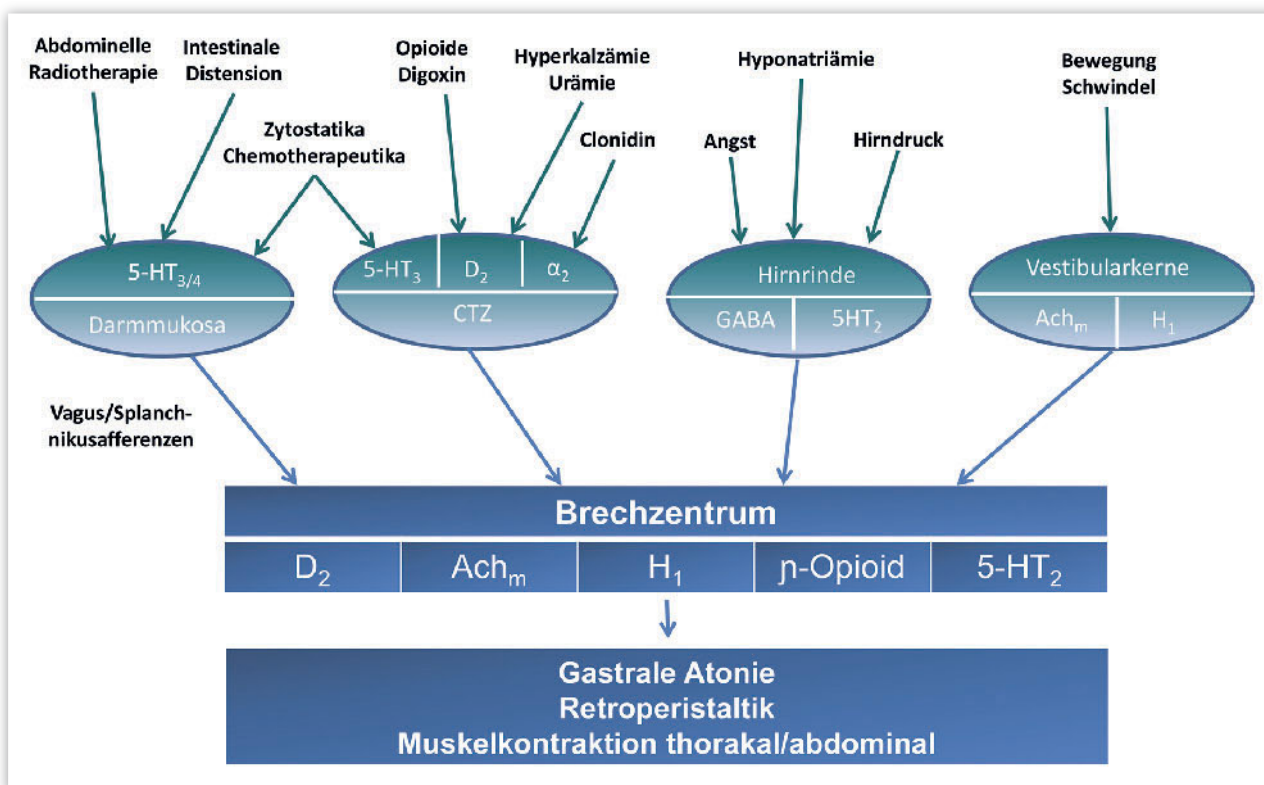 Abdominelle
Radiotherapie
Intestinale
Distension
Zytostatika
Chemotherapeutika
Opioide
Digoxin
Hyperkalzämie
Urämie
Clonidin
Hyponatriämie
Angst
Hirndruck
Bewegung
Schwindel
5-HT3/4
Darmmukosa
5-HT3
D2
α2
CTZ
Hirnrinde
GABA
5HT2
Vestibularkerne
Achm
H1
Vagus/Splanch-
nikusafferenzen
Brechzentrum
D2
Achm
H1
ɲ-Opioid
5-HT2
Gastrale Atonie
Retroperistaltik
Muskelkontraktion thorakal/abdominal